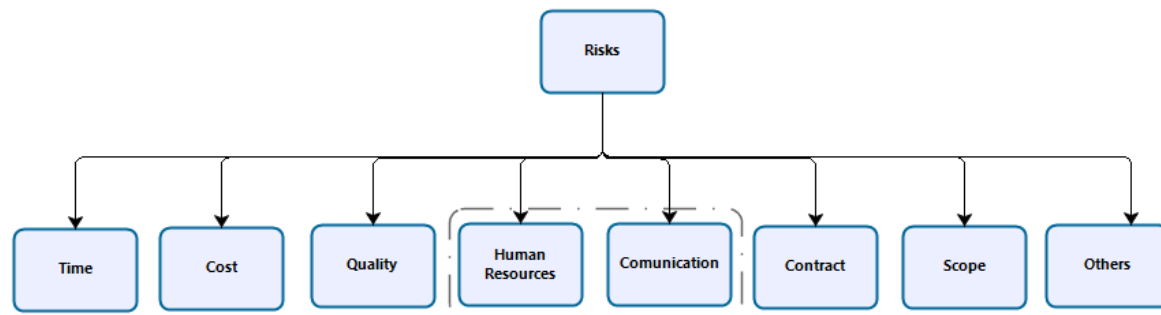 Risks
Time
Cost
Quality
Human
Resources
Comunication
Contract
Scope
Others